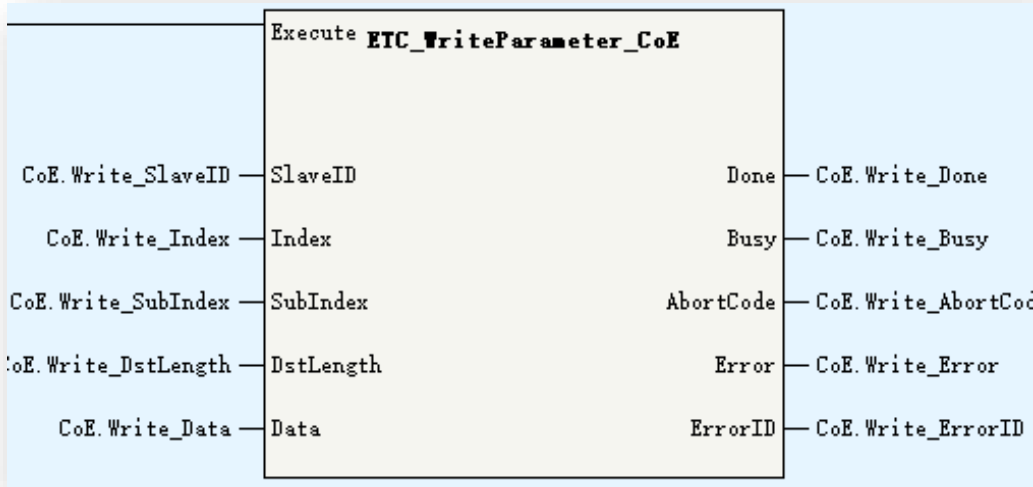 Execute ETC_WriteParameter_CoE
CoE.Write_SlaveID SlaveID Done CoE.Write_Done
CoE.Write_Index Index Busy CoE.Write_Busy
CoE.Write_SubIndex SubIndex AbortCode CoE.Write_AbortCod
oE.Write_DstLength DstLength Error CoE.Write_Error
CoE.Write_Data Data ErrorID CoE.Write_ErrorID